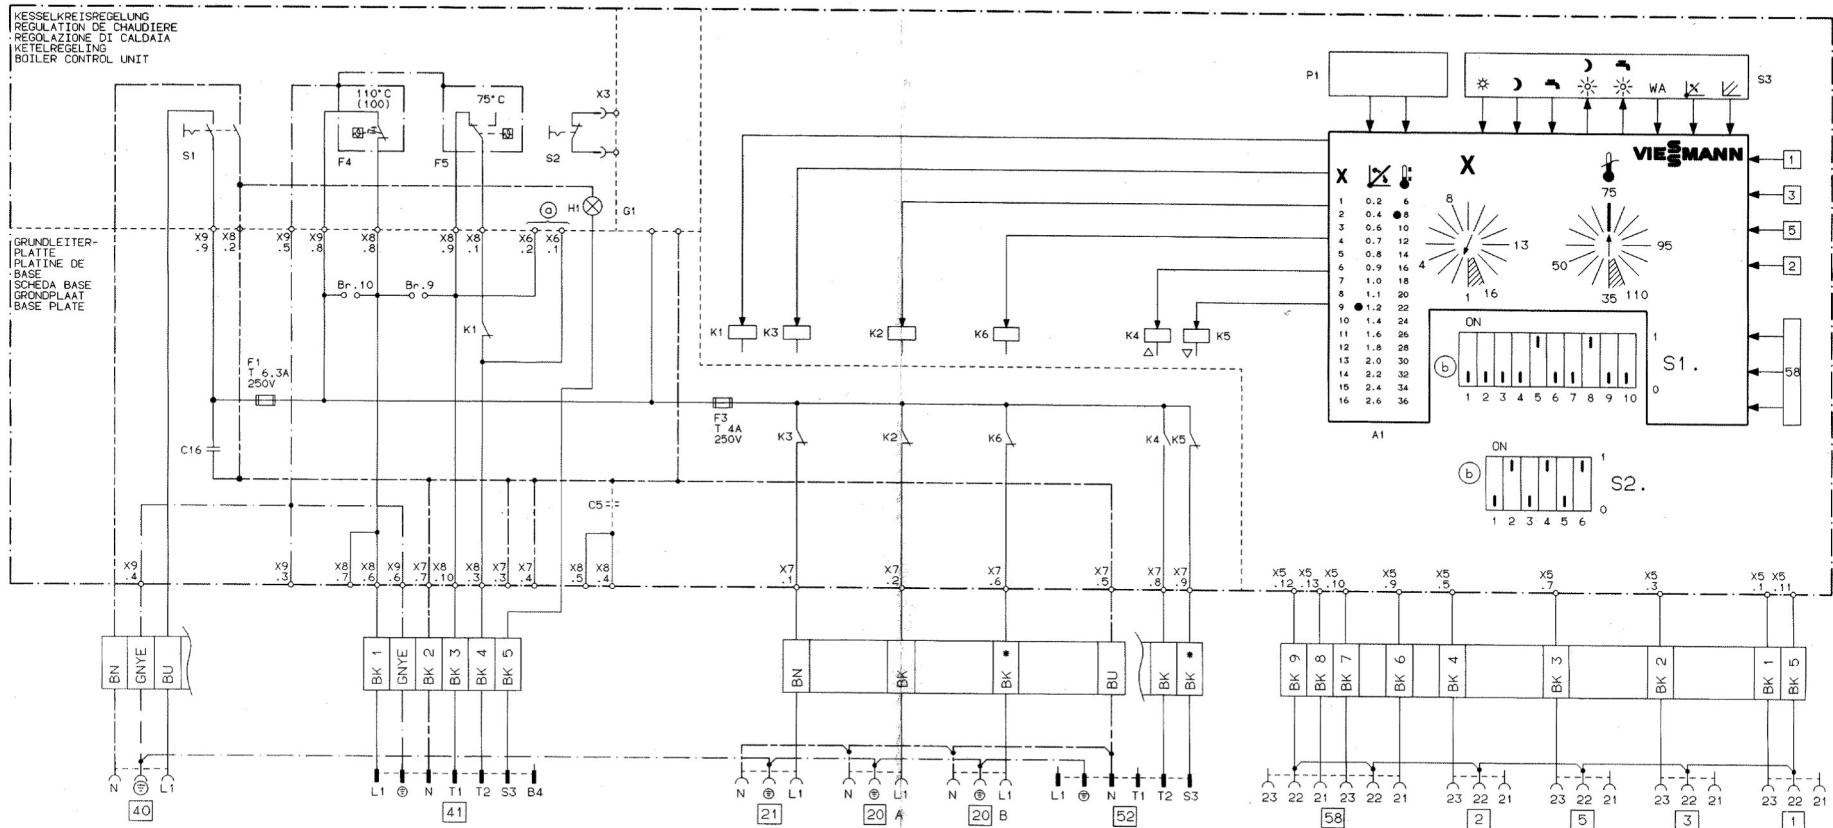 KESSELKREISREGELUNG
REGULATION DE CHAUDIERE
REGOLAZIONE DI CALDAIA
KETELREGELING
BOILER CONTROL UNIT
S1
110°C
(100)
F4
75°C
F5
S2
X3
H1
G1
a
P1
WA
S3
VIESSMANN
X
X
1 0.2 6
2 0.4 8
3 0.6 10
4 0.7 12
5 0.8 14
6 0.9 16
7 1.0 18
8 1.1 20
9 1.2 22
10 1.4 24
11 1.6 26
12 1.8 28
13 2.0 30
14 2.2 32
15 2.4 34
16 2.6 36
8 13 4 1 16
75 95 50 35 110
1
3
5
2
58
A1
ON
b
1 2 3 4 5 6 7 8 9 10
1
0
S1.
ON
b
1 2 3 4 5 6
1
0
S2.
GRUNDLEITER-
PLATTE
PLATINE DE
BASE
SCHEDA BASE
GRONDPLAAT
BASE PLATE
X9 .9 X8 .2 X9 .5 X9 .8 X8 .8 X8 .9 X8 .1 X6 .2 X6 .1
Br.10 Br.9
K1
K1 K3 K2 K6 K4 K5
F1
T 6.3A
250V
F3
T 4A
250V
C16
C5
K3 K2 K6 K4 K5
X9 .4 X9 .3 X8 .7 X8 .6 X9 .6 X7 .7 X8 .10 X8 .3 X7 .3 X7 .4 X8 .5 X8 .4 X7 .1 X7 .2 X7 .6 X7 .5 X7 .8 X7 .9
X5 .12 X5 .13 X5 .10 X5 .9 X5 .5 X5 .7 X5 .3 X5 .1 X5 .11
BN GNYE BU
BK 1 GNYE BK 2 BK 3 BK 4 BK 5
BN BK BK * BU BK BK *
BK 9 BK 8 BK 7 BK 6 BK 4 BK 3 BK 2 BK 1 BK 5
N L1
L1 N T1 T2 S3 B4
N L1 N L1 N L1
L1 N T1 T2 S3
23 22 21 23 22 21 23 22 21 23 22 21 23 22 21 23 22 21
40 41 21 20 A 20 B 52 58 2 5 3 1